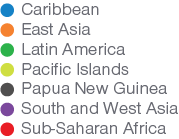 Caribbean
East Asia
Latin America
Pacific Islands
Papua New Guinea
South and West Asia
Sub-Saharan Africa